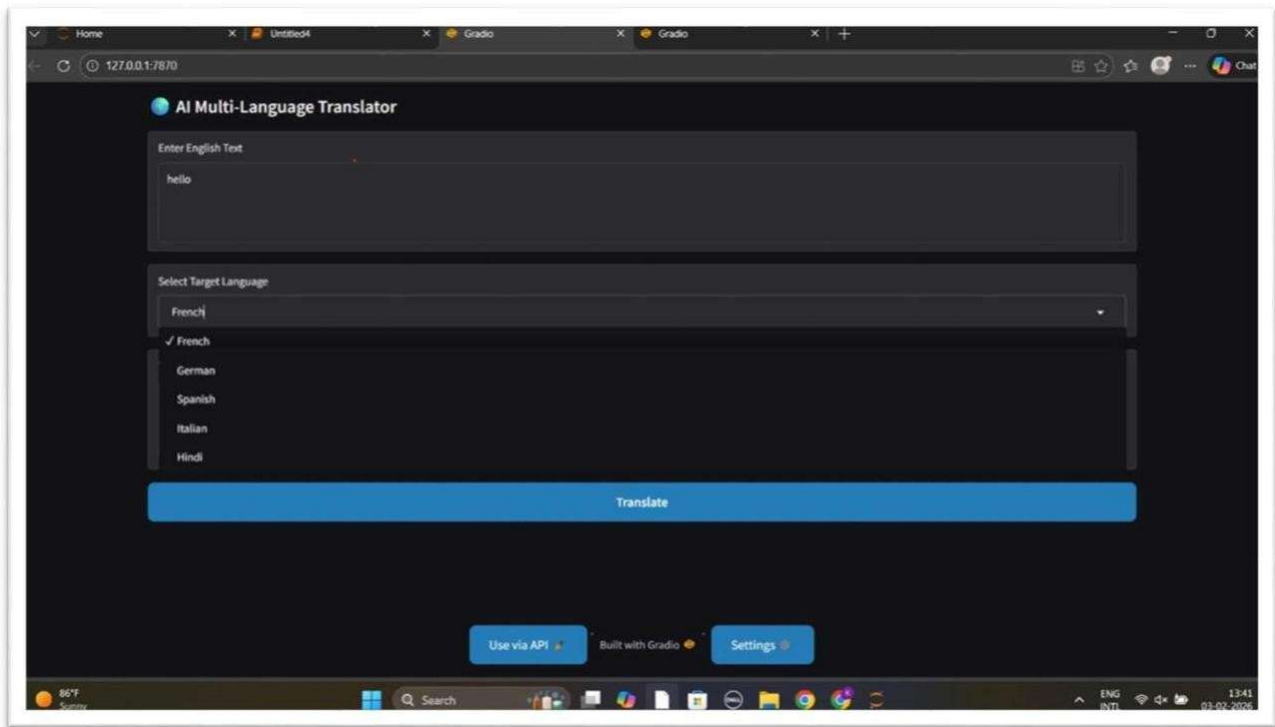 Home Untitled4 Gradio Gradio
127.0.0.1:7870 Chat
AI Multi-Language Translator
Enter English Text
hello
Select Target Language
French
✓ French
German
Spanish
Italian
Hindi
Translate
Use via API Built with Gradio Settings
86°F
Sunny
Search
ENG
INTL
13:41
03-02-2026